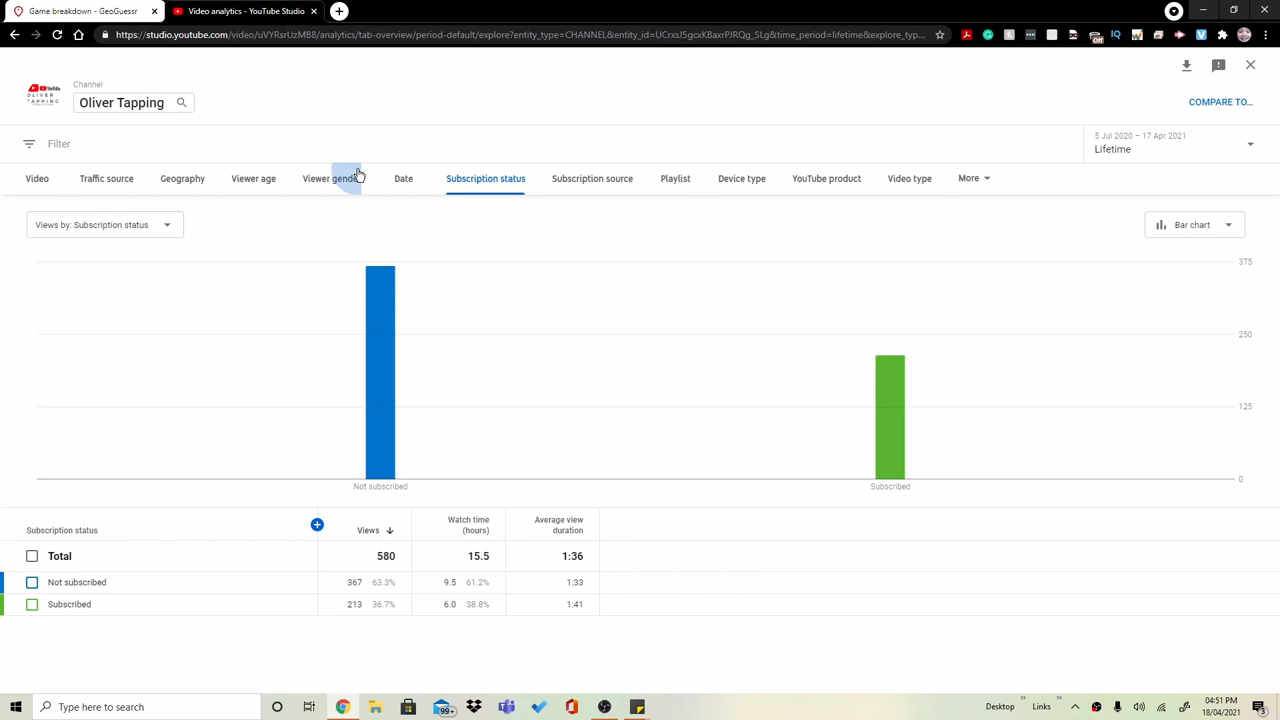 Game breakdown - GeoGuessr
Video analytics - YouTube Studio
https://studio.youtube.com/video/uVYRsrUzMB8/analytics/tab-overview/period-default/explore?entity_type=CHANNEL&entity_id=UCrxsJ5gcxKBaxrPJRQg_SLg&time_period=lifetime&explore_typ...
Channel
Oliver Tapping
COMPARE TO...
Filter
5 Jul 2020 – 17 Apr 2021
Lifetime
Video Traffic source Geography Viewer age Viewer gender Date Subscription status Subscription source Playlist Device type YouTube product Video type More
Views by: Subscription status
Bar chart
375
250
125
0
Not subscribed Subscribed
Subscription status Views Watch time (hours) Average view duration
Total 580 15.5 1:36
Not subscribed 367 63.3% 9.5 61.2% 1:33
Subscribed 213 36.7% 6.0 38.8% 1:41
Type here to search
99+
Desktop
Links
04:51 PM
18/04/2021